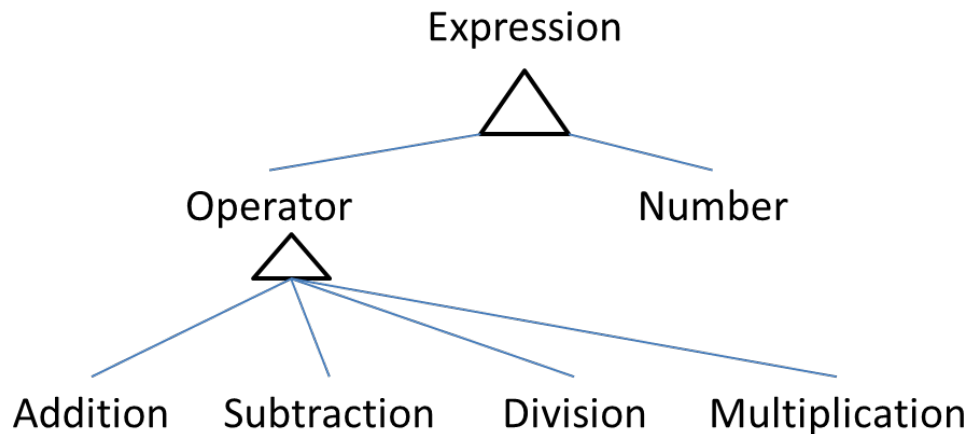 Expression
Operator Number
Addition Subtraction Division Multiplication